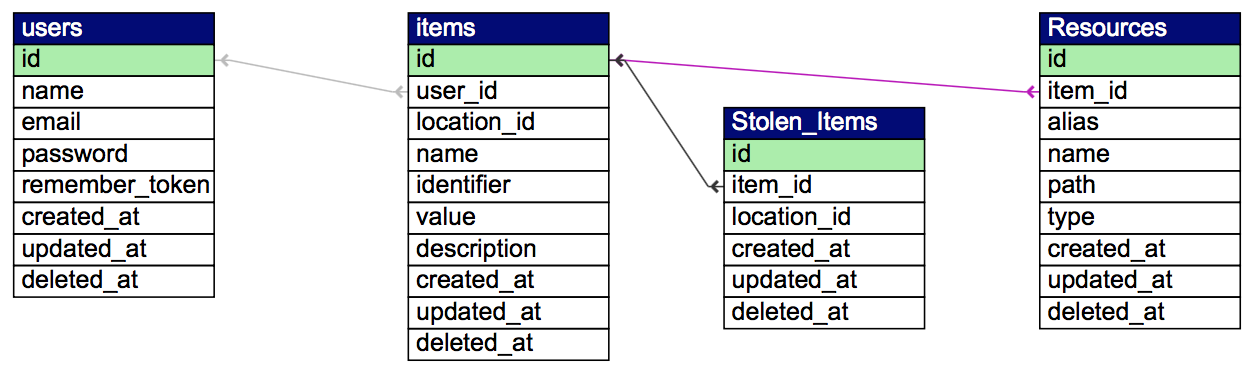 users
id
name
email
password
remember_token
created_at
updated_at
deleted_at
items
id
user_id
location_id
name
identifier
value
description
created_at
updated_at
deleted_at
Stolen_Items
id
item_id
location_id
created_at
updated_at
deleted_at
Resources
id
item_id
alias
name
path
type
created_at
updated_at
deleted_at